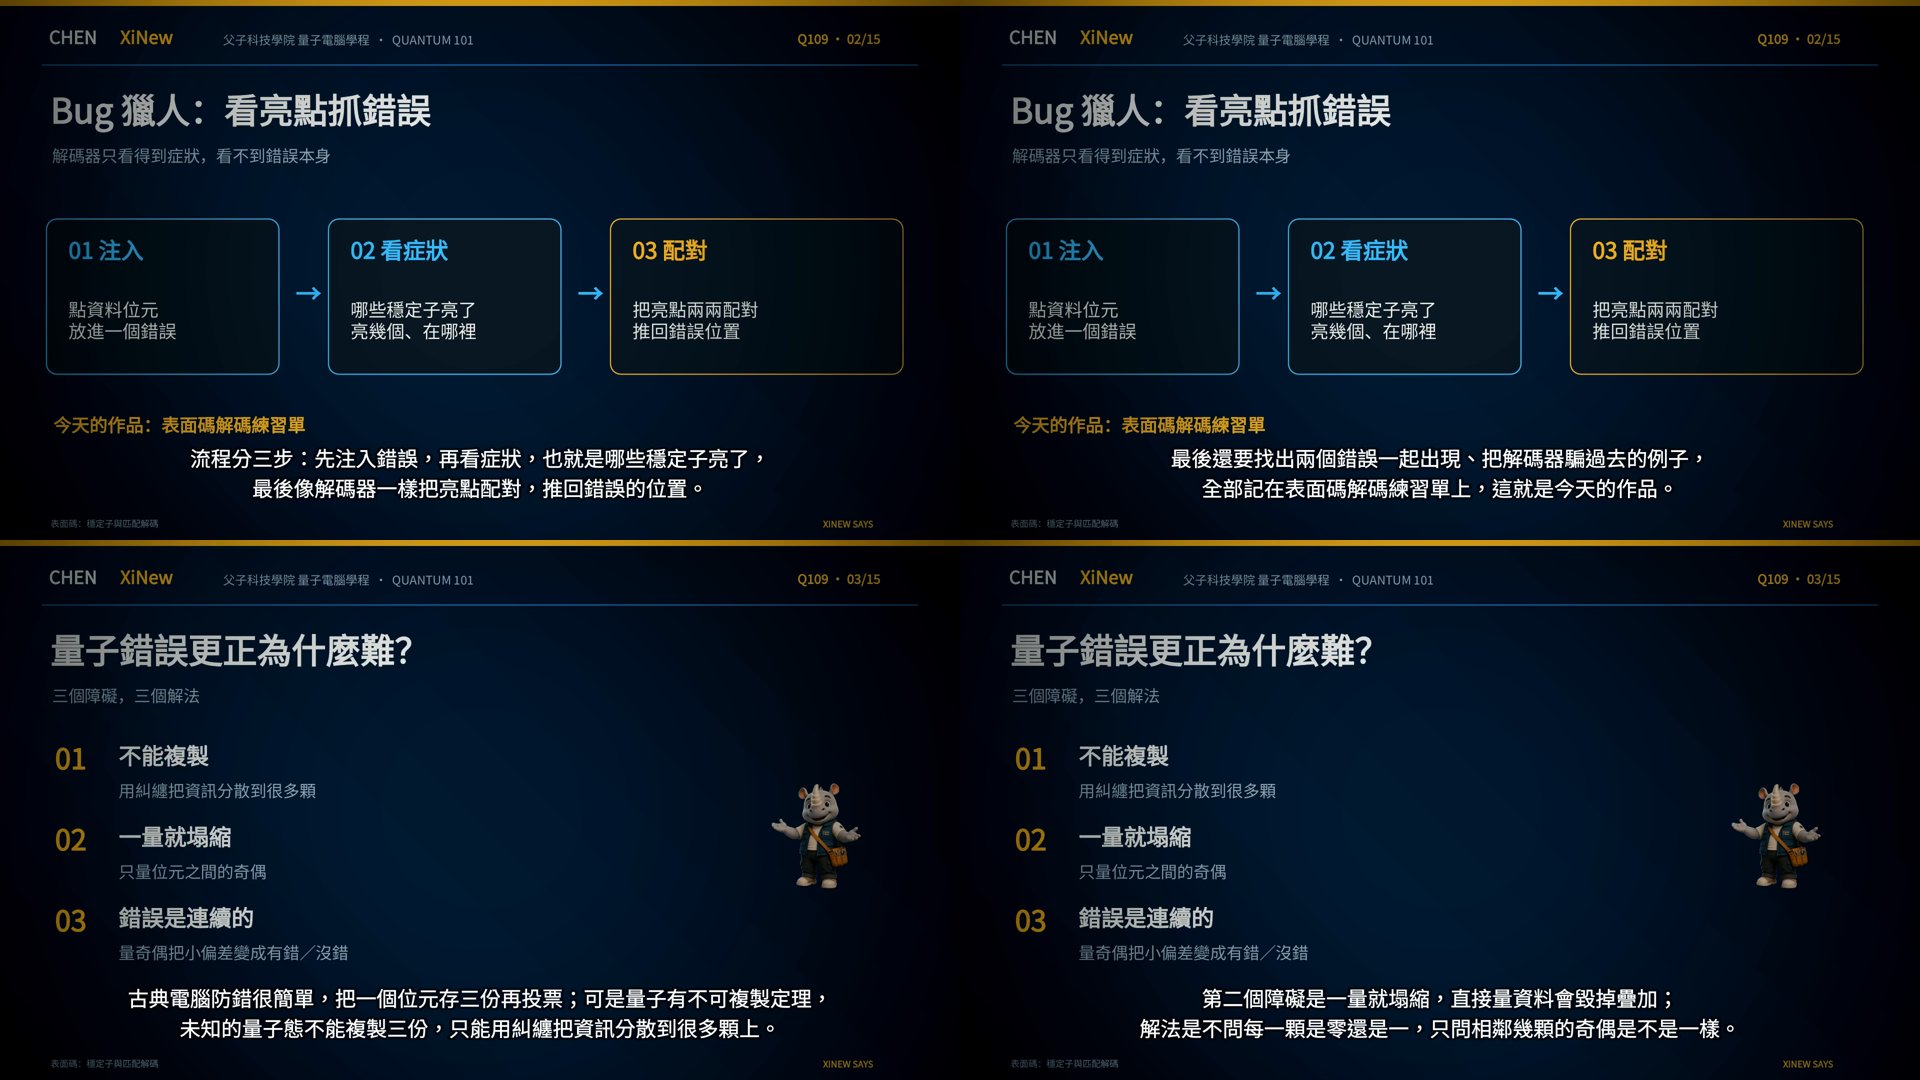 CHEN XiNew 父子科技學院 量子電腦學程 · QUANTUM 101 Q109 · 02/15
Bug 獵人：看亮點抓錯誤
解碼器只看得到症狀，看不到錯誤本身
01 注入
點資料位元
放進一個錯誤
→
02 看症狀
哪些穩定子亮了
亮幾個、在哪裡
→
03 配對
把亮點兩兩配對
推回錯誤位置
今天的作品：表面碼解碼練習單
流程分三步：先注入錯誤，再看症狀，也就是哪些穩定子亮了，
最後像解碼器一樣把亮點配對，推回錯誤的位置。
表面碼：穩定子與匹配解碼 XINEW SAYS
CHEN XiNew 父子科技學院 量子電腦學程 · QUANTUM 101 Q109 · 02/15
Bug 獵人：看亮點抓錯誤
解碼器只看得到症狀，看不到錯誤本身
01 注入
點資料位元
放進一個錯誤
→
02 看症狀
哪些穩定子亮了
亮幾個、在哪裡
→
03 配對
把亮點兩兩配對
推回錯誤位置
今天的作品：表面碼解碼練習單
最後還要找出兩個錯誤一起出現、把解碼器騙過去的例子，
全部記在表面碼解碼練習單上，這就是今天的作品。
表面碼：穩定子與匹配解碼 XINEW SAYS
CHEN XiNew 父子科技學院 量子電腦學程 · QUANTUM 101 Q109 · 03/15
量子錯誤更正為什麼難？
三個障礙，三個解法
01 不能複製
用糾纏把資訊分散到很多顆
02 一量就塌縮
只量位元之間的奇偶
03 錯誤是連續的
量奇偶把小偏差變成有錯／沒錯
古典電腦防錯很簡單，把一個位元存三份再投票；可是量子有不可複製定理，
未知的量子態不能複製三份，只能用糾纏把資訊分散到很多顆上。
表面碼：穩定子與匹配解碼 XINEW SAYS
CHEN XiNew 父子科技學院 量子電腦學程 · QUANTUM 101 Q109 · 03/15
量子錯誤更正為什麼難？
三個障礙，三個解法
01 不能複製
用糾纏把資訊分散到很多顆
02 一量就塌縮
只量位元之間的奇偶
03 錯誤是連續的
量奇偶把小偏差變成有錯／沒錯
第二個障礙是一量就塌縮，直接量資料會毀掉疊加；
解法是不問每一顆是零還是一，只問相鄰幾顆的奇偶是不是一樣。
表面碼：穩定子與匹配解碼 XINEW SAYS